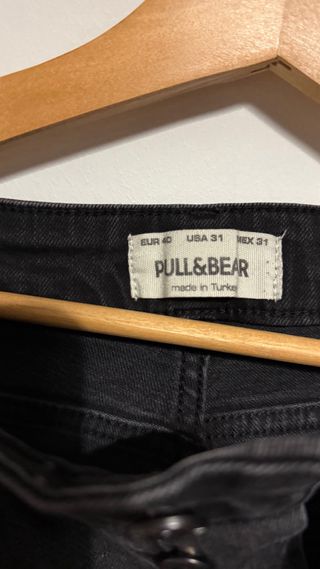 EUR 40 USA 31 MEX 31
PULL&BEAR
made in Turkey